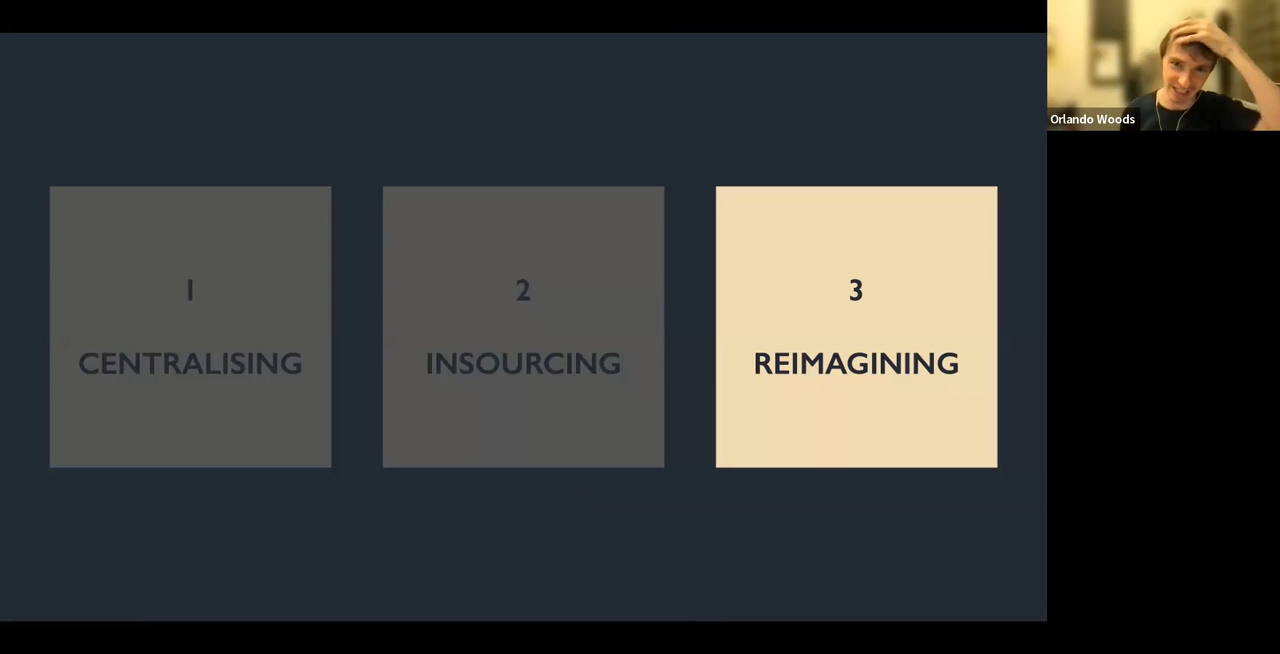 1
CENTRALISING
2
INSOURCING
3
REIMAGINING
Orlando Woods